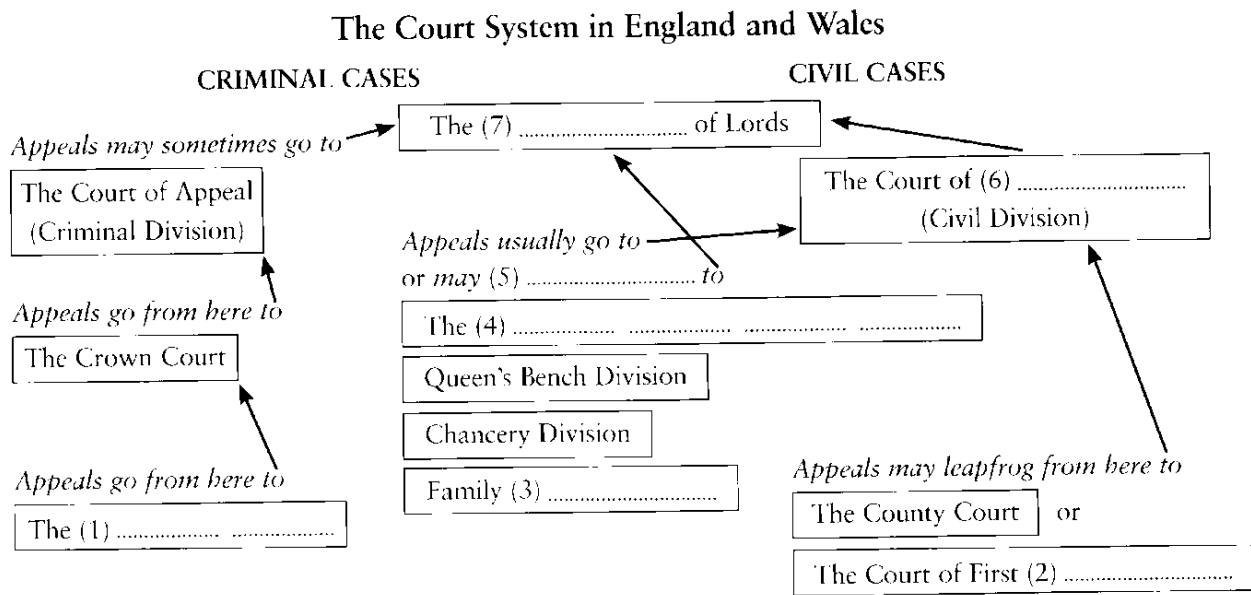 The Court System in England and Wales
CRIMINAL CASES
CIVIL CASES
The (7) ........................ of Lords
Appeals may sometimes go to
The Court of Appeal
(Criminal Division)
The Court of (6) ........................
(Civil Division)
Appeals usually go to
or may (5) ........................ to
Appeals go from here to
The Crown Court
The (4) ............... ............... ............... ...............
Queen's Bench Division
Chancery Division
Family (3) ........................
Appeals go from here to
The (1) ............... ...............
Appeals may leapfrog from here to
The County Court or
The Court of First (2) ........................